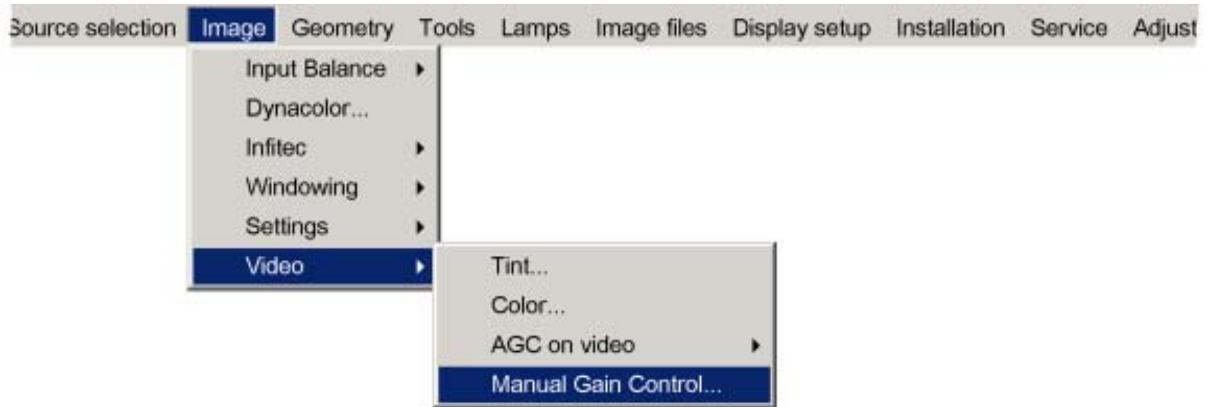 Source selection Image Geometry Tools Lamps Image files Display setup Installation Service Adjust
Input Balance
Dynacolor...
Infitec
Windowing
Settings
Video
Tint...
Color...
AGC on video
Manual Gain Control...